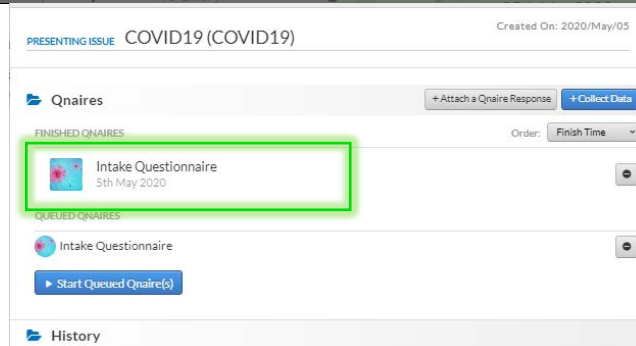 Created On: 2020/May/05
PRESENTING ISSUE COVID19 (COVID19)
Qnaires
+Attach a Qnaire Response
+Collect Data
FINISHED QNAIRES
Order: Finish Time
Intake Questionnaire
5th May 2020
QUEUED QNAIRES
Intake Questionnaire
Start Queued Qnaire(s)
History